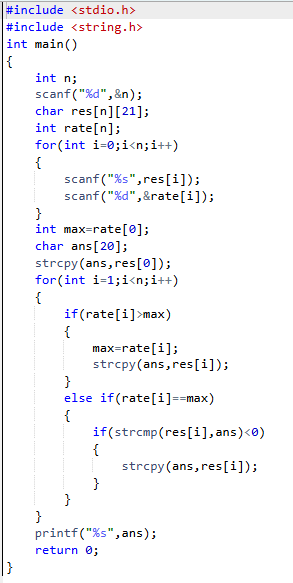 #include <stdio.h>
#include <string.h>
int main()
{
    int n;
    scanf("%d",&n);
    char res[n][21];
    int rate[n];
    for(int i=0;i<n;i++)
    {
        scanf("%s",res[i]);
        scanf("%d",&rate[i]);
    }
    int max=rate[0];
    char ans[20];
    strcpy(ans,res[0]);
    for(int i=1;i<n;i++)
    {
        if(rate[i]>max)
        {
            max=rate[i];
            strcpy(ans,res[i]);
        }
        else if(rate[i]==max)
        {
            if(strcmp(res[i],ans)<0)
            {
                strcpy(ans,res[i]);
            }
        }
    }
    printf("%s",ans);
    return 0;
}